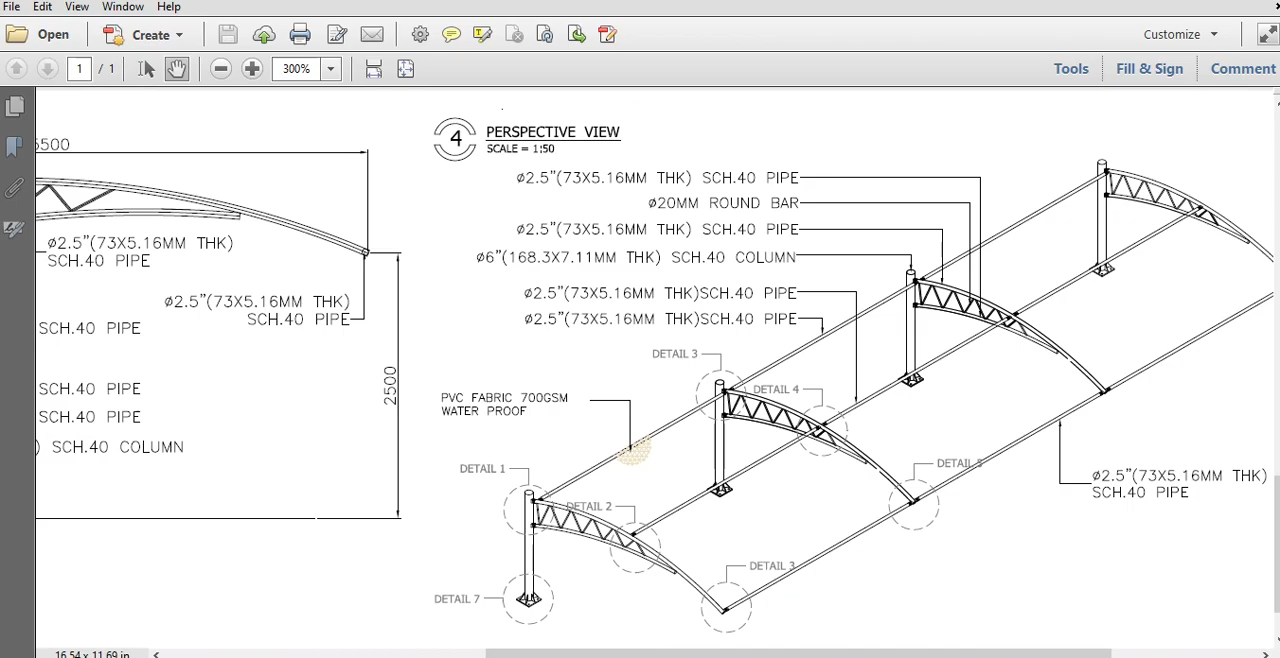 File Edit View Window Help
Open Create Customize
1 / 1 300% Tools Fill & Sign Comment
5500
4 PERSPECTIVE VIEW
SCALE = 1:50
ø2.5"(73X5.16MM THK) SCH.40 PIPE
ø20MM ROUND BAR
ø2.5"(73X5.16MM THK) SCH.40 PIPE
ø6"(168.3X7.11MM THK) SCH.40 COLUMN
ø2.5"(73X5.16MM THK)SCH.40 PIPE
ø2.5"(73X5.16MM THK)SCH.40 PIPE
ø2.5"(73X5.16MM THK)
SCH.40 PIPE
ø2.5"(73X5.16MM THK)
SCH.40 PIPE
SCH.40 PIPE
SCH.40 PIPE
SCH.40 PIPE
) SCH.40 COLUMN
2500
DETAIL 3
DETAIL 4
PVC FABRIC 700GSM
WATER PROOF
DETAIL 1
DETAIL 5
DETAIL 2
DETAIL 3
DETAIL 7
ø2.5"(73X5.16MM THK)
SCH.40 PIPE
16.54 x 11.69 in